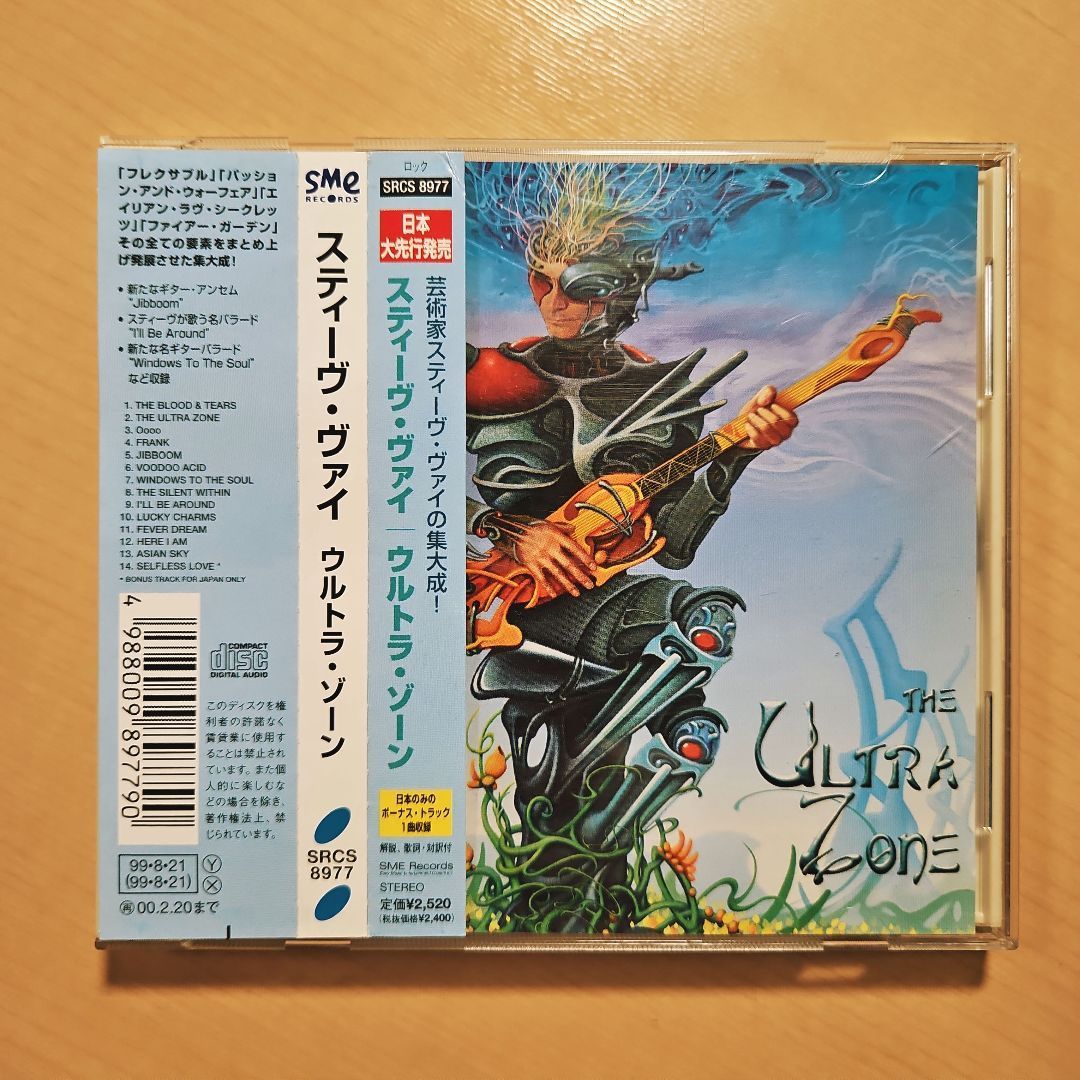 「フレクサブル」「パッショ
ン・アンド・ウォーフェア」「エ
イリアン・ラヴ・シークレッ
ツ」「ファイアー・ガーデン」
その全ての要素をまとめ上
げ発展させた集大成！
• 新たなギター・アンセム
"Jibboom"
• スティーヴが歌う名バラード
"I'll Be Around"
• 新たな名ギターバラード
"Windows To The Soul"
など収録
1. THE BLOOD & TEARS
2. THE ULTRA ZONE
3. Oooo
4. FRANK
5. JIBBOOM
6. VOODOO ACID
7. WINDOWS TO THE SOUL
8. THE SILENT WITHIN
9. I'LL BE AROUND
10. LUCKY CHARMS
11. FEVER DREAM
12. HERE I AM
13. ASIAN SKY
14. SELFLESS LOVE *
* BONUS TRACK FOR JAPAN ONLY
4 988009 897790
COMPACT
disc
DIGITAL AUDIO
このディスクを権
利者の許諾なく
賃貸業に使用す
ることは禁止され
ています。また個
人的に楽しむな
どの場合を除き、
著作権法上、禁
じられています。
99・8・21 Y
(99・8・21) X
再 00.2.20まで
SMe
RECORDS
スティーヴ・ヴァイ ウルトラ・ゾーン
SRCS
8977
ロック
SRCS 8977
日本
大先行発売
芸術家スティーヴ・ヴァイの集大成！
スティーヴ・ヴァイ｜ウルトラ・ゾーン
日本のみの
ボーナス・トラック
1曲収録
解説、歌詞・対訳付
SME Records
STEREO
定価¥2,520
(税抜価格¥2,400)
THE
ULTRA
ZONE